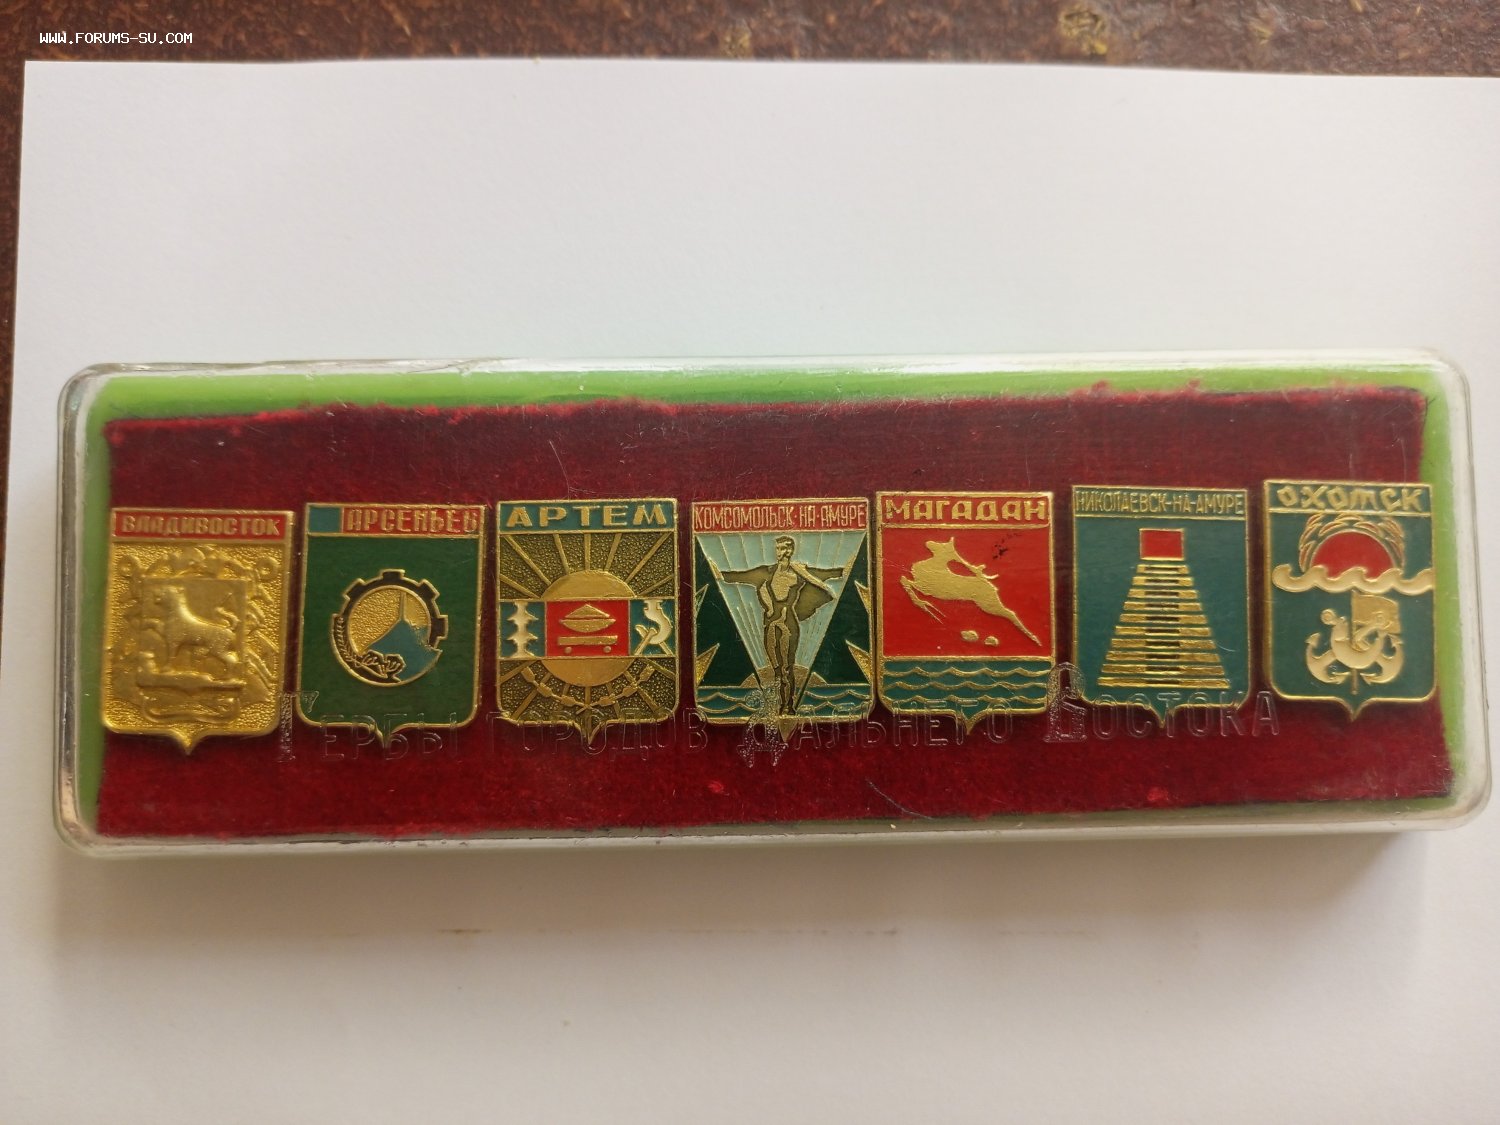 WWW.FORUMS-SU.COM
ВЛАДИВОСТОК
АРСЕНЬЕВ
АРТЕМ
КОМСОМОЛЬСК-НА-АМУРЕ
МАГАДАН
НИКОЛАЕВСК-НА-АМУРЕ
ОХОТСК
ГЕРБЫ ГОРОДОВ ДАЛЬНЕГО ВОСТОКА